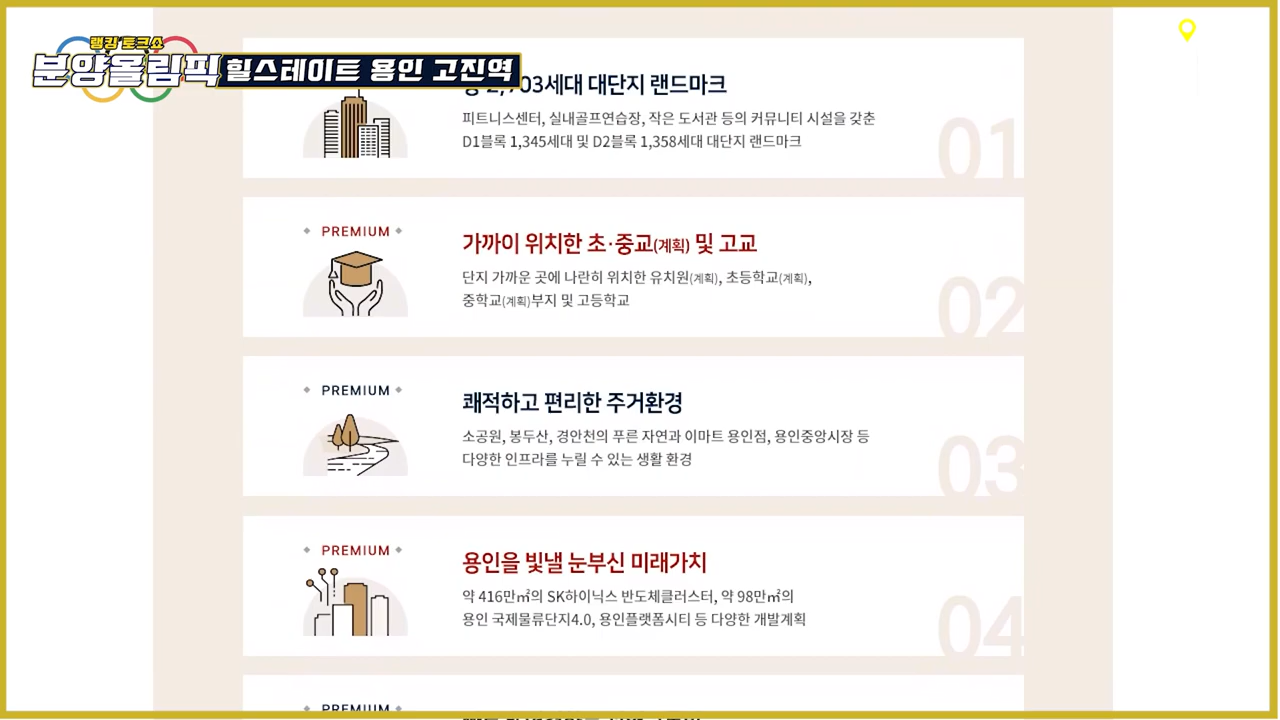 랭킹 토크쇼
분양올림픽 힐스테이트 용인 고진역
총 2,703세대 대단지 랜드마크
피트니스센터, 실내골프연습장, 작은 도서관 등의 커뮤니티 시설을 갖춘
D1블록 1,345세대 및 D2블록 1,358세대 대단지 랜드마크
01
PREMIUM
가까이 위치한 초·중교(계획) 및 고교
단지 가까운 곳에 나란히 위치한 유치원(계획), 초등학교(계획),
중학교(계획)부지 및 고등학교
02
PREMIUM
쾌적하고 편리한 주거환경
소공원, 봉두산, 경안천의 푸른 자연과 이마트 용인점, 용인중앙시장 등
다양한 인프라를 누릴 수 있는 생활 환경
03
PREMIUM
용인을 빛낼 눈부신 미래가치
약 416만㎡의 SK하이닉스 반도체클러스터, 약 98만㎡의
용인 국제물류단지4.0, 용인플랫폼시티 등 다양한 개발계획
04
PREMIUM